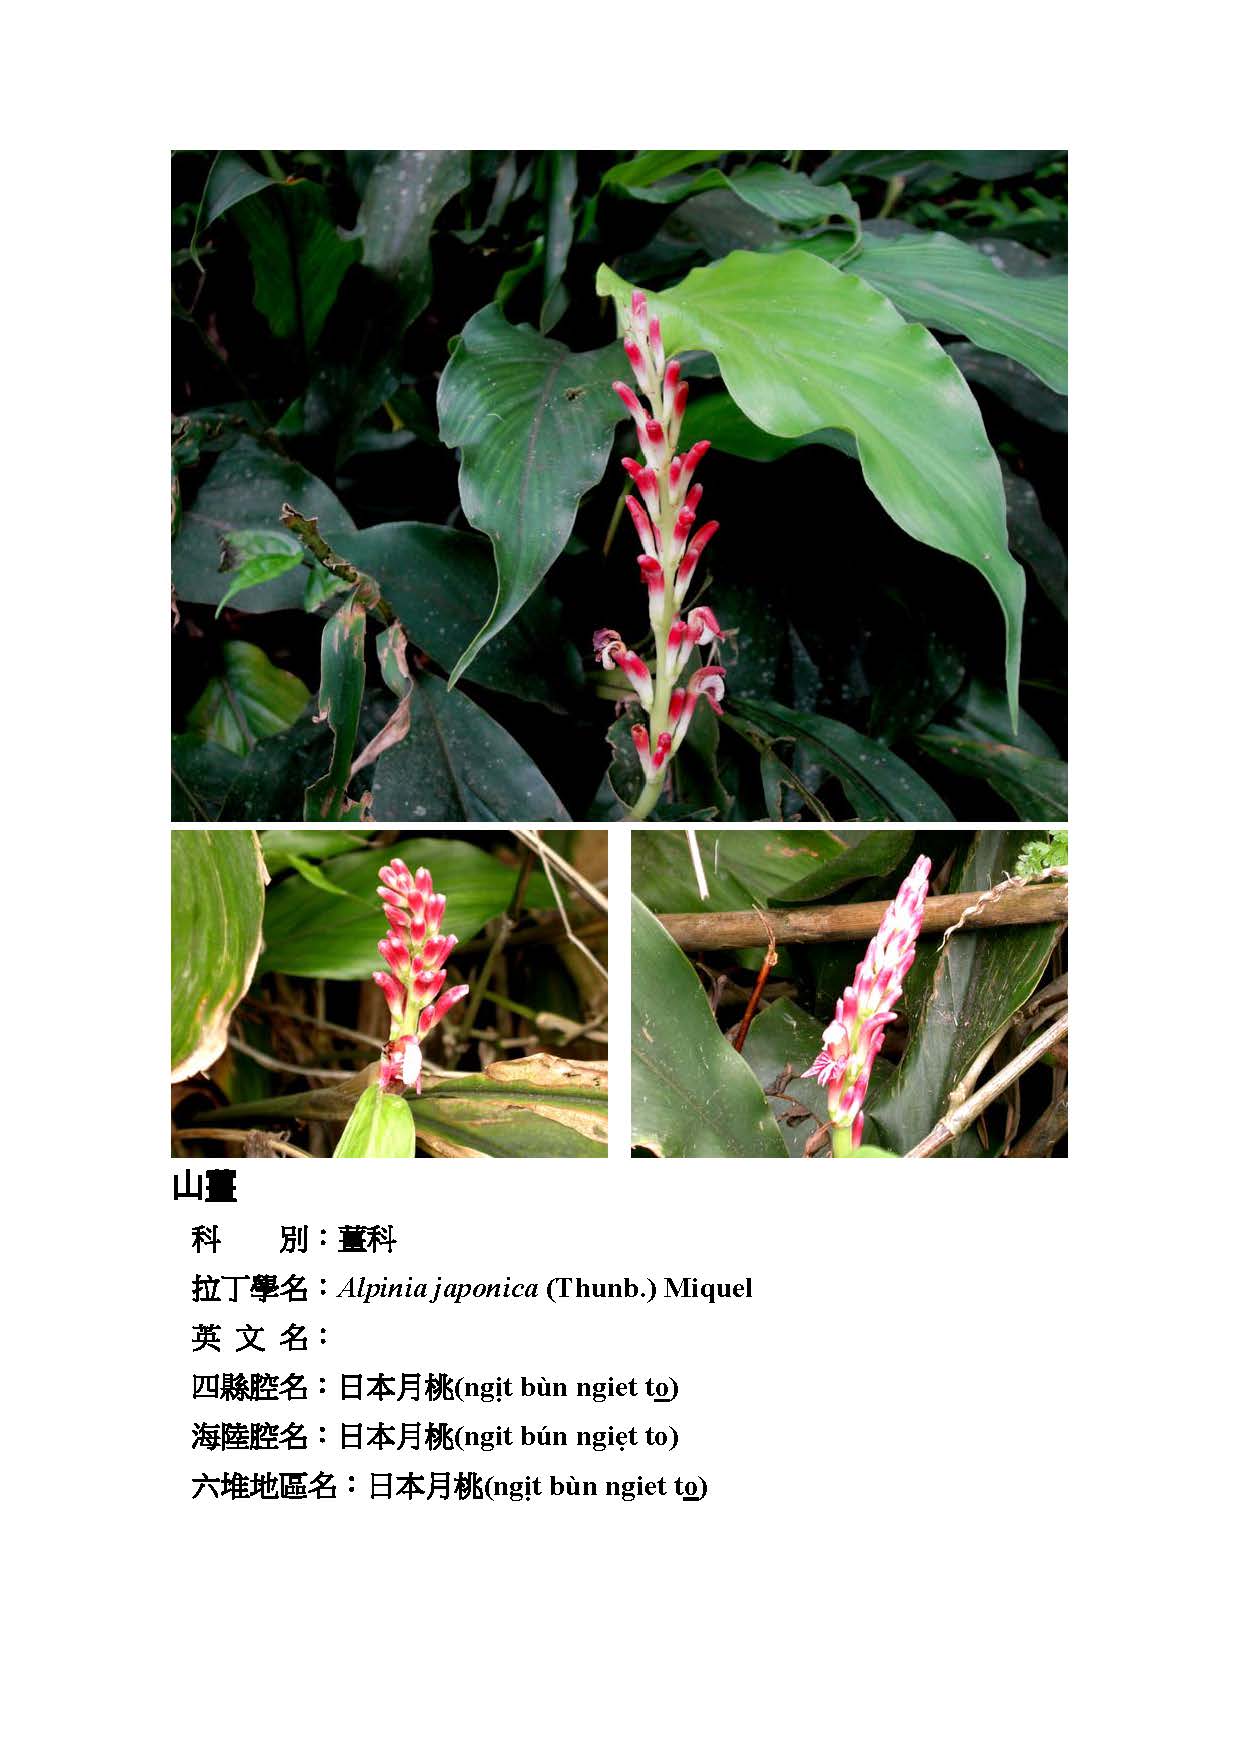 山薑
科　　別：薑科
拉丁學名：Alpinia japonica (Thunb.) Miquel
英 文 名：
四縣腔名：日本月桃(ngịt bùn ngiet to̲)
海陸腔名：日本月桃(ngit bún ngiẹt to)
六堆地區名：日本月桃(ngịt bùn ngiet to̲)